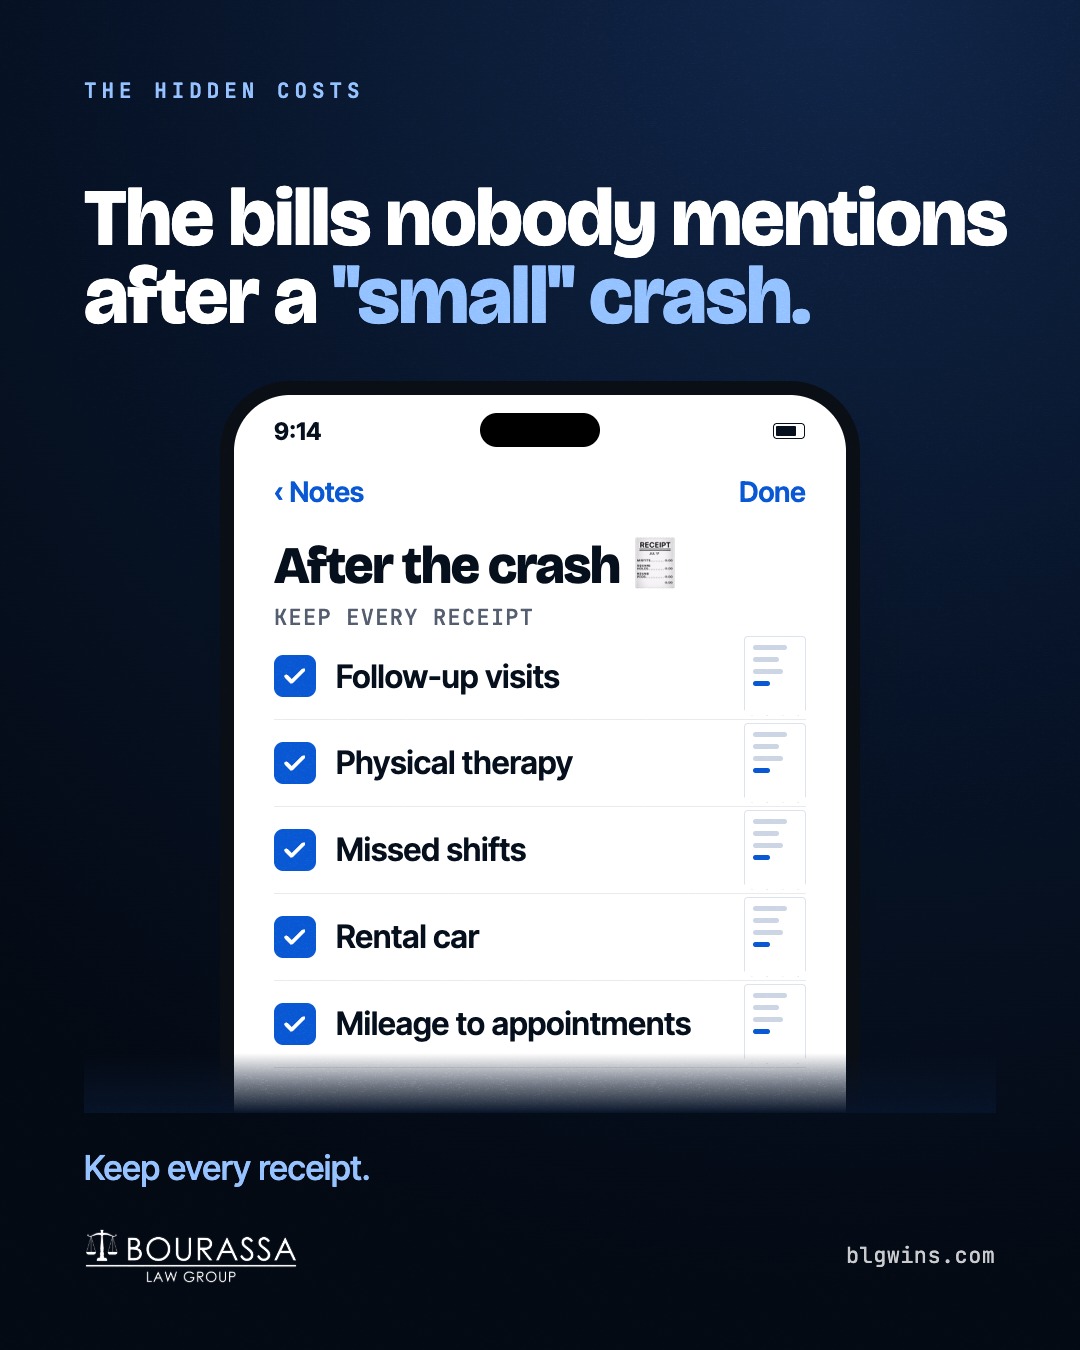 THE HIDDEN COSTS
The bills nobody mentions
after a "small" crash.
9:14
‹ Notes
Done
After the crash
RECEIPT
KEEP EVERY RECEIPT
Follow-up visits
Physical therapy
Missed shifts
Rental car
Mileage to appointments
Keep every receipt.
BOURASSA
LAW GROUP
blgwins.com